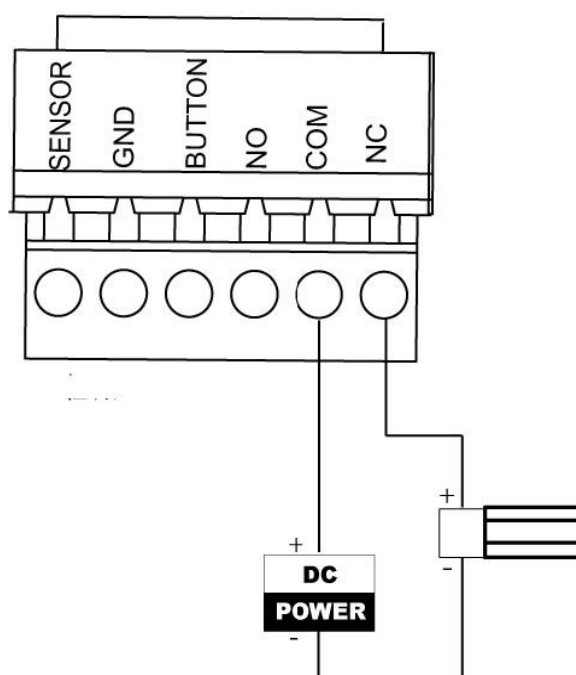 SENSOR
GND
BUTTON
NO
COM
NC
+
-
+
DC
POWER
-